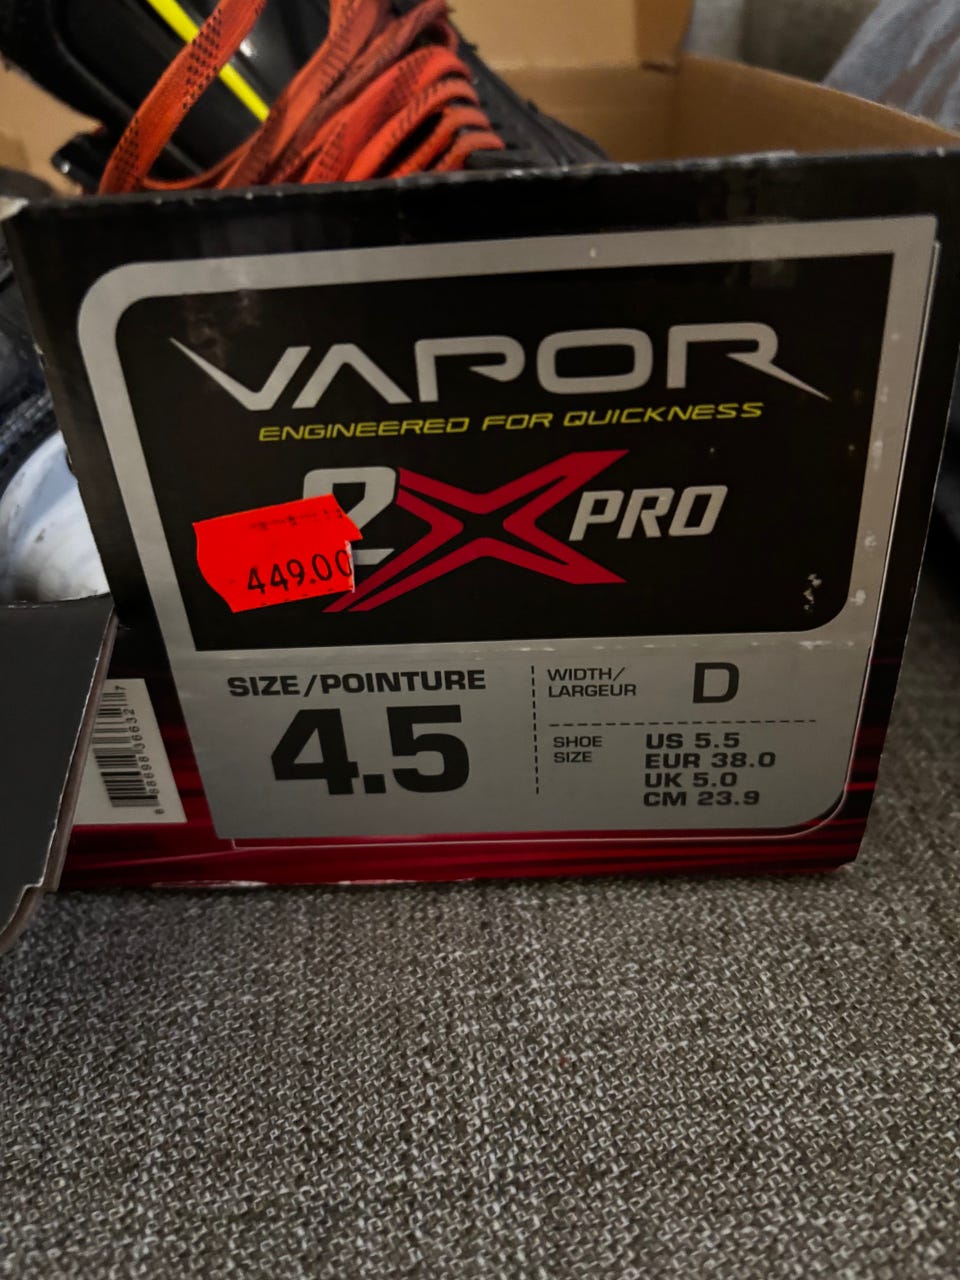 VAPOR
ENGINEERED FOR QUICKNESS
2X PRO
449.00
SIZE/POINTURE
4.5
WIDTH/
LARGEUR
D
SHOE
SIZE
US 5.5
EUR 38.0
UK 5.0
CM 23.9